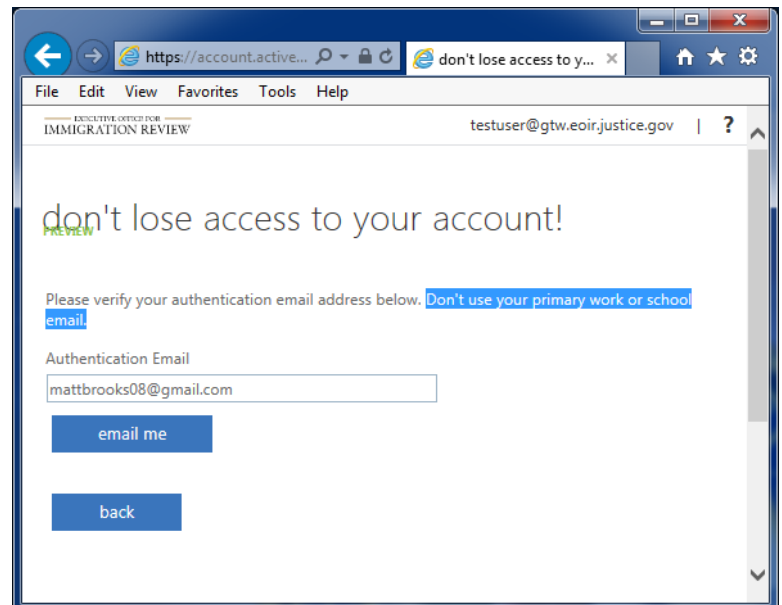 https://account.active...
don't lose access to y...
File Edit View Favorites Tools Help
EXECUTIVE OFFICE FOR
IMMIGRATION REVIEW
testuser@gtw.eoir.justice.gov | ?
don't lose access to your account!
PREVIEW
Please verify your authentication email address below. Don't use your primary work or school
email.
Authentication Email
mattbrooks08@gmail.com
email me
back